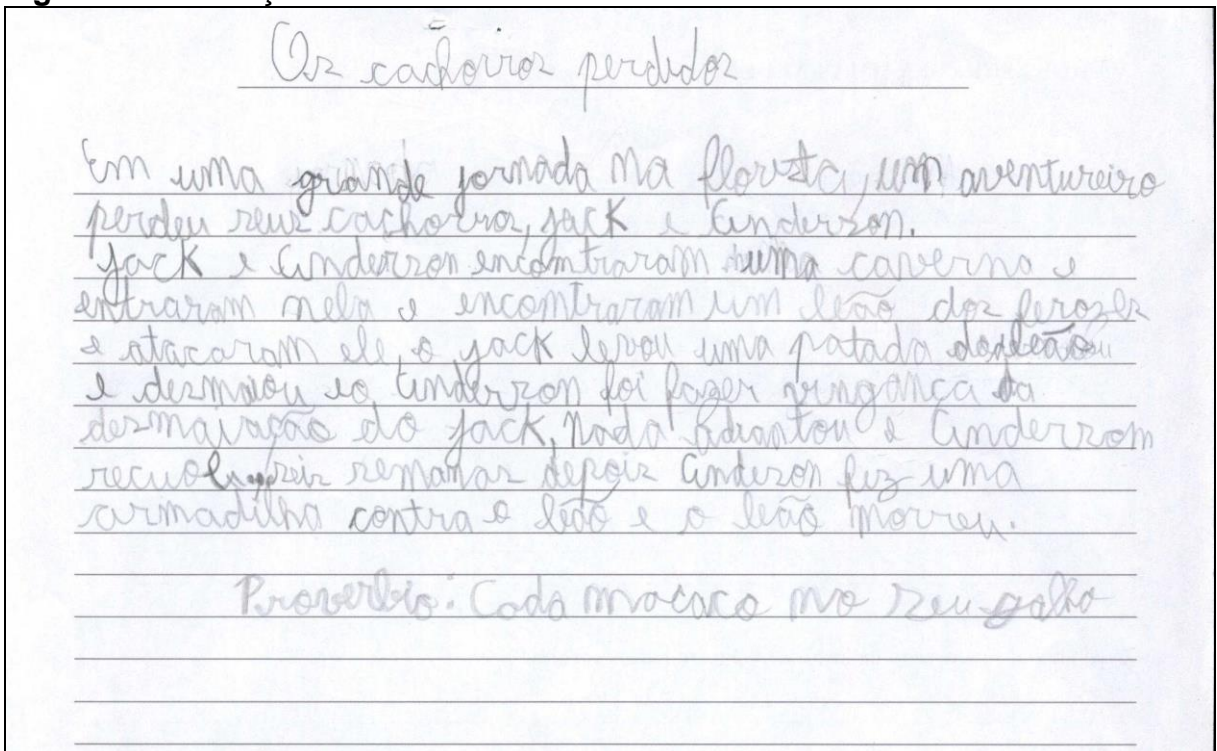 Os cachorros perdidos
Em uma grande jornada na floresta, um aventureiro
perdeu seus cachorros, jack e Anderson.
jack e Anderson encontraram uma caverna e
entraram nela e encontraram um leão dos ferozes
e atacaram ele, o jack levou uma patada do leão
e desmaiou e o Anderson foi fazer vingança da
desmaiação do jack, nada adiantou e Anderrsom
recuou seis semanas depois Anderson fez uma
armadilha contra o leão e o leão morreu.
Proverbio: Cada macaco no seu galho